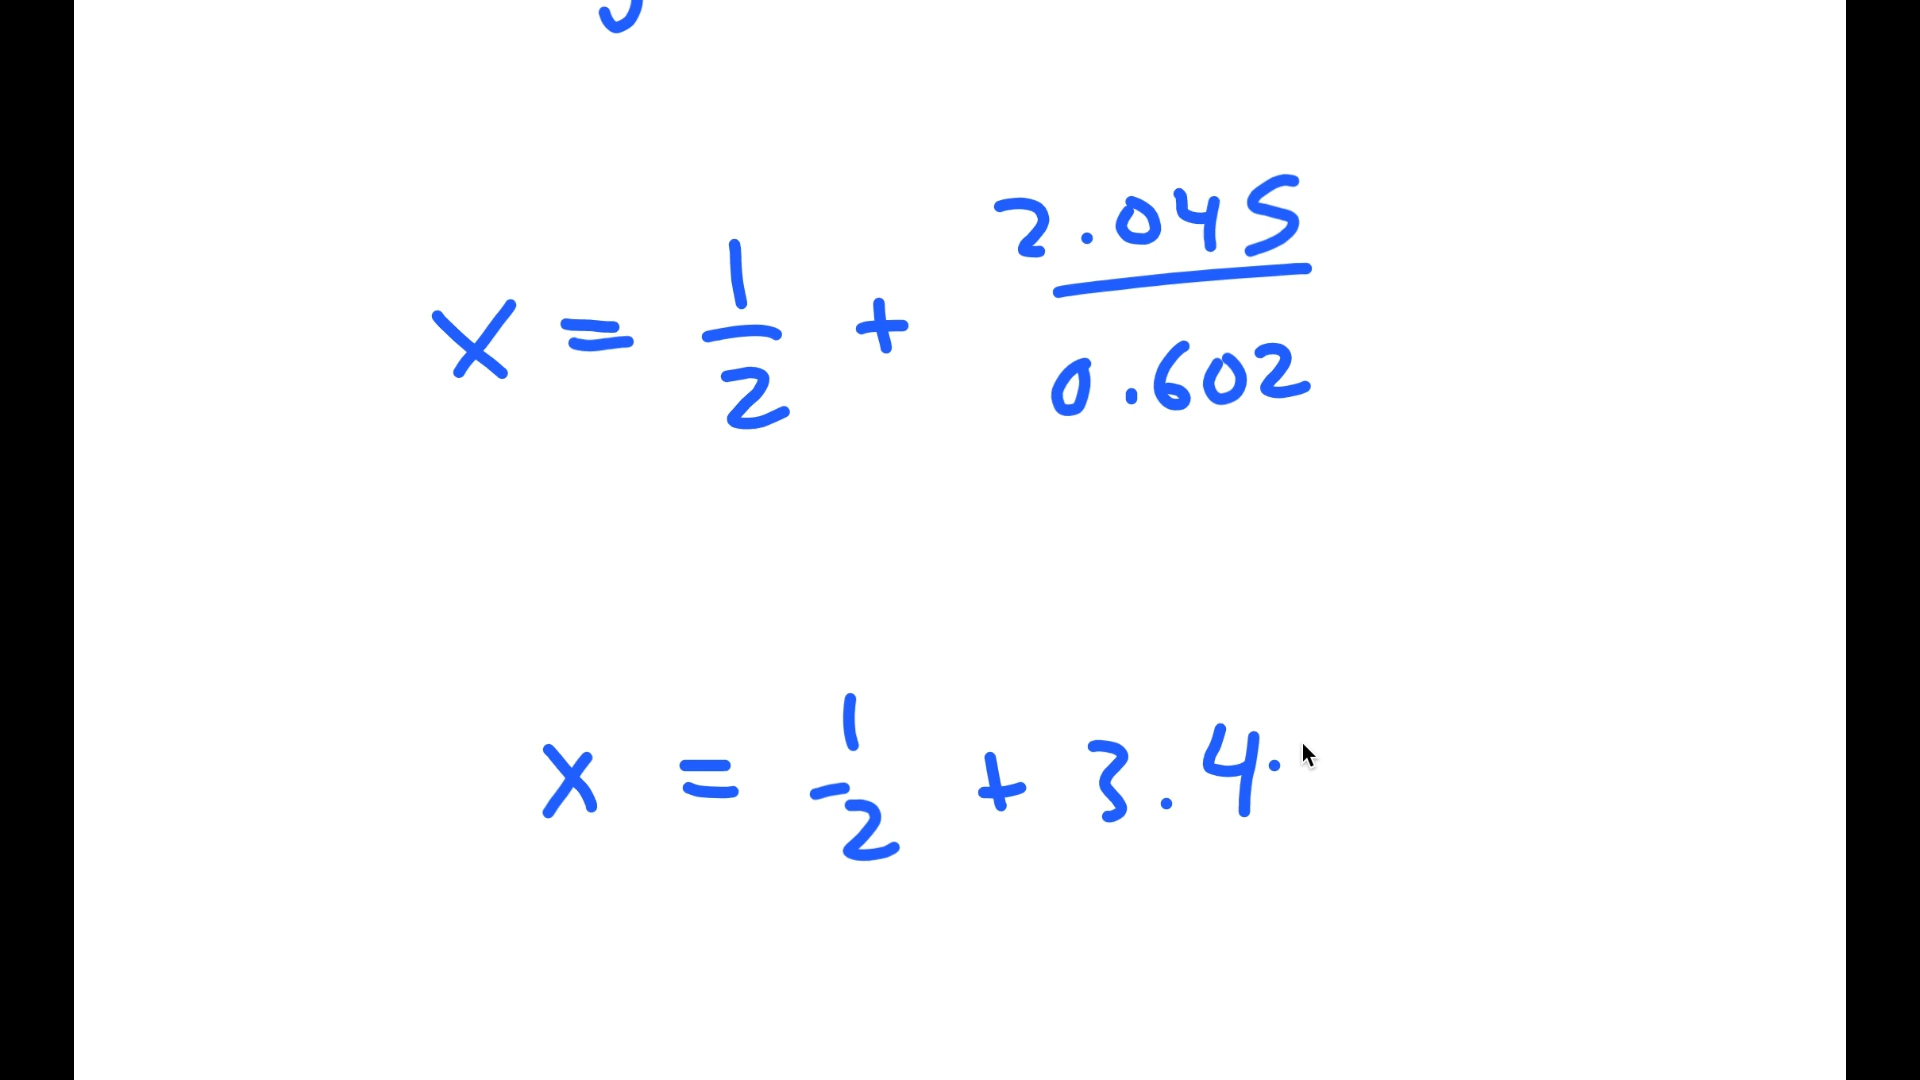 x = 1/2 + 2.045/0.602
x = 1/2 + 3.4